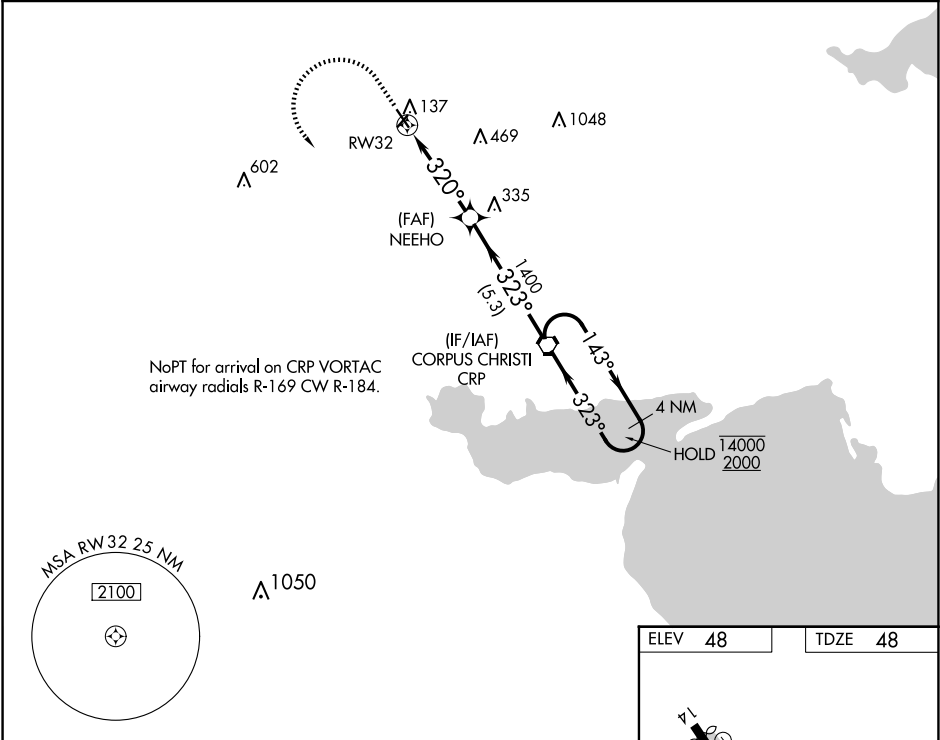 137
1048
469
RW32
602
320°
335
(FAF)
NEEHO
1400
323°
(5.3)
(IF/IAF)
CORPUS CHRISTI
CRP
143°
NoPT for arrival on CRP VORTAC
airway radials R-169 CW R-184.
323°
4 NM
HOLD 14000
2000
MSA RW32 25 NM
2100
1050
ELEV 48
TDZE 48
14